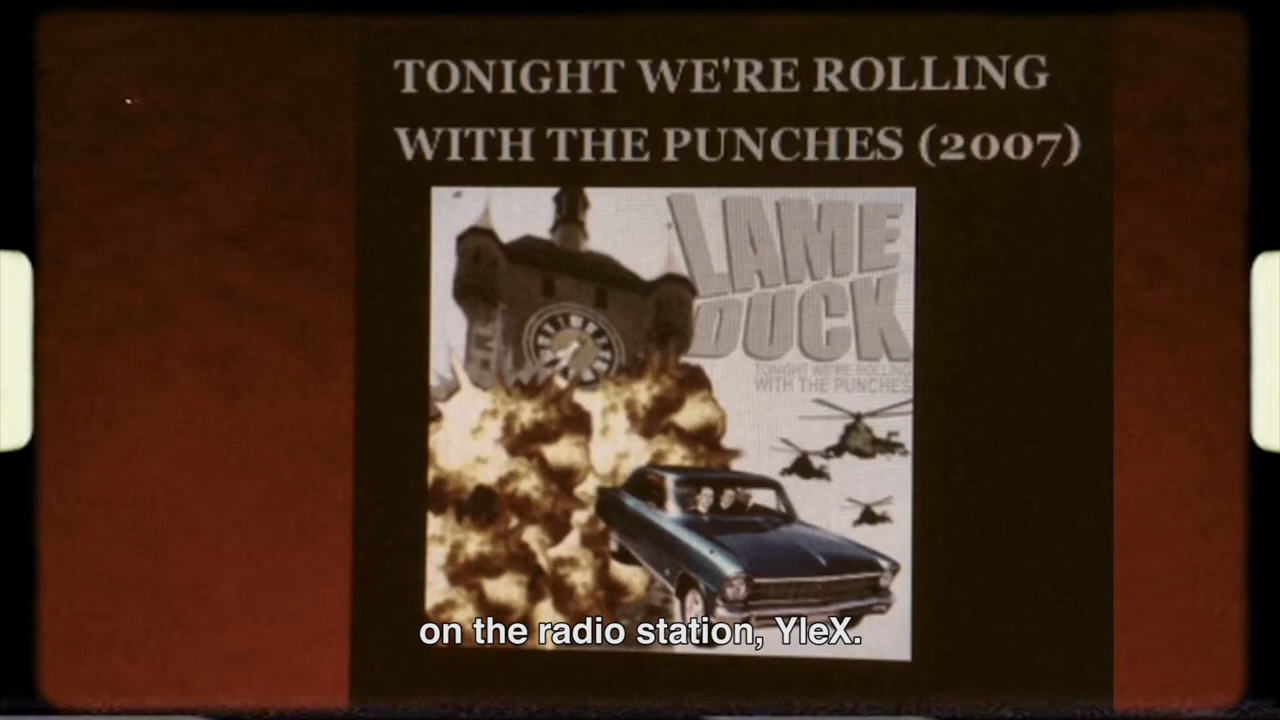 TONIGHT WE'RE ROLLING
WITH THE PUNCHES (2007)
LAME
DUCK
TONIGHT WE'RE ROLLING
WITH THE PUNCHES
on the radio station, YleX.